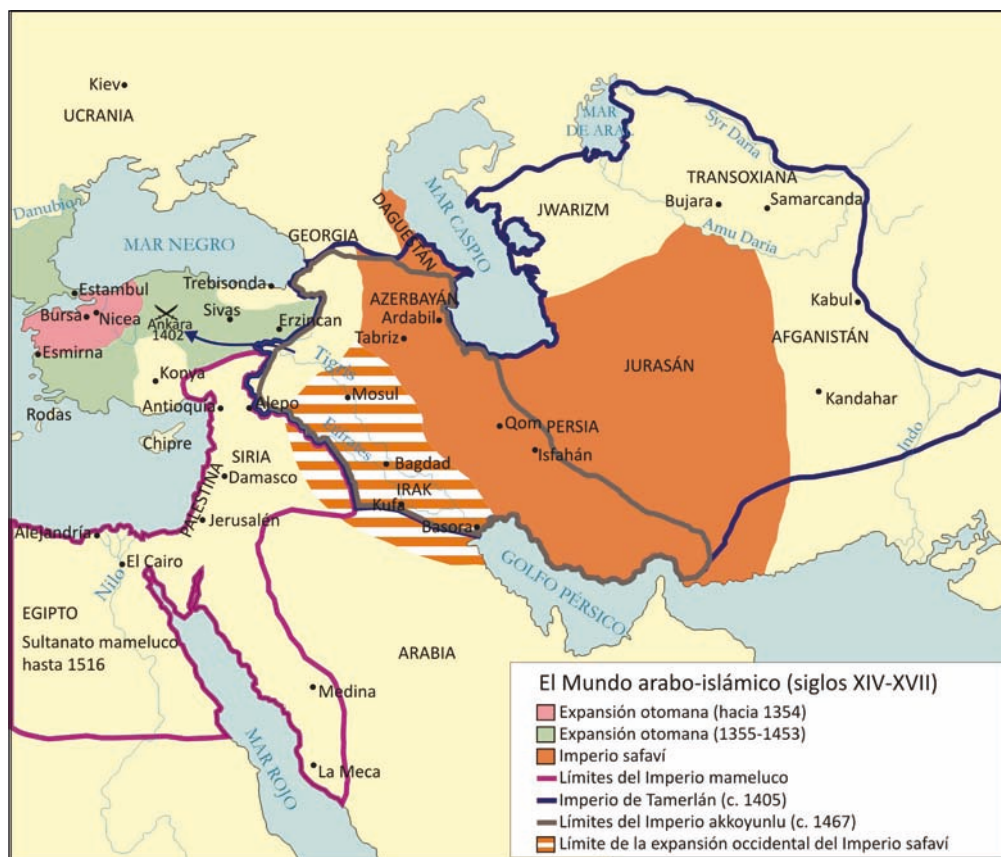 Kiev
UCRANIA
MAR
DE ARAL
Syr Daría
TRANSOXIANA
Bujara
Samarcanda
JWARIZM
Amu Daría
MAR CASPIO
DAGUESTÁN
GEORGIA
Danubio
MAR NEGRO
Trebisonda
Estambul
Bursa
Nicea
Ankara
1402
Sivas
Erzincan
AZERBAYÁN
Ardabil
Tabriz
Kabul
AFGANISTÁN
JURASÁN
Esmirna
Konya
Tigris
Mosul
Kandahar
Rodas
Antioquía
Alepo
Qom
PERSIA
Isfahán
Indo
Chipre
SIRIA
Damasco
Éufrates
Bagdad
IRAK
Kufa
Basora
PALESTINA
Jerusalén
Alejandría
El Cairo
Nilo
GOLFO PÉRSICO
EGIPTO
Sultanato mameluco
hasta 1516
ARABIA
Medina
La Meca
MAR ROJO
El Mundo arabo-islámico (siglos XIV-XVII)
Expansión otomana (hacia 1354)
Expansión otomana (1355-1453)
Imperio safaví
Límites del Imperio mameluco
Imperio de Tamerlán (c. 1405)
Límites del Imperio akkoyunlu (c. 1467)
Límite de la expansión occidental del Imperio safaví